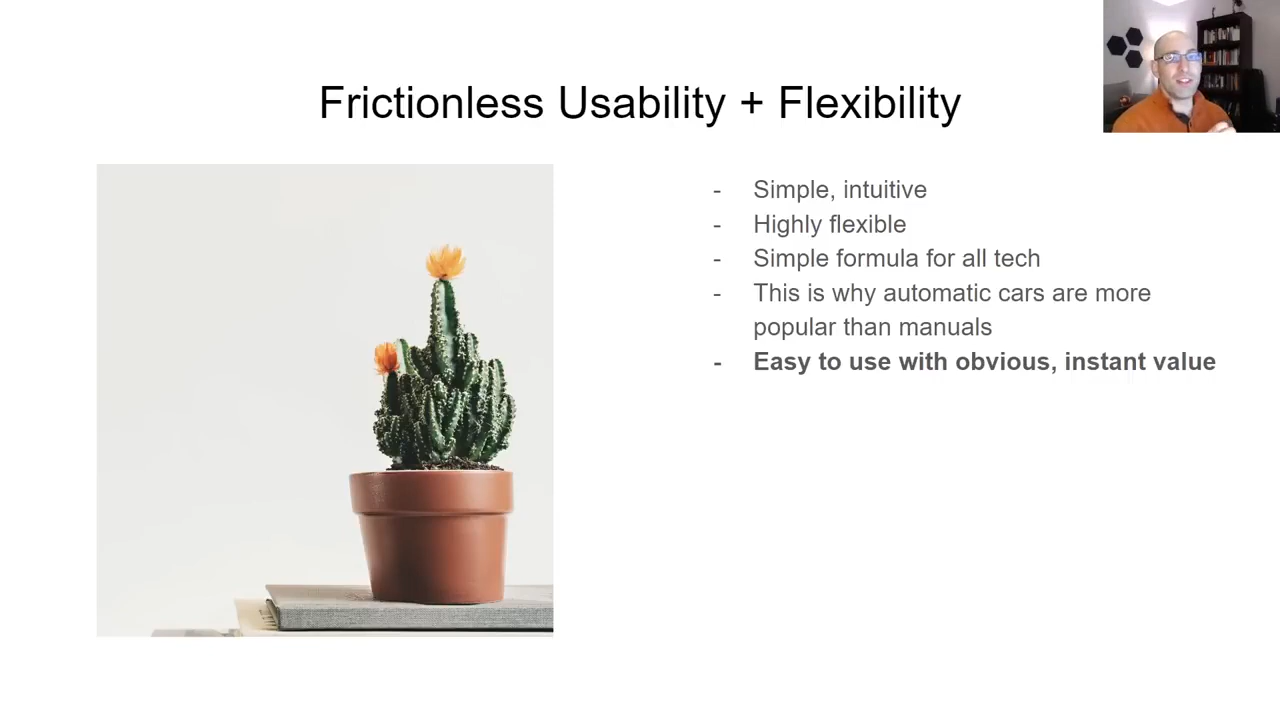 Frictionless Usability + Flexibility
- Simple, intuitive
- Highly flexible
- Simple formula for all tech
- This is why automatic cars are more
popular than manuals
- Easy to use with obvious, instant value